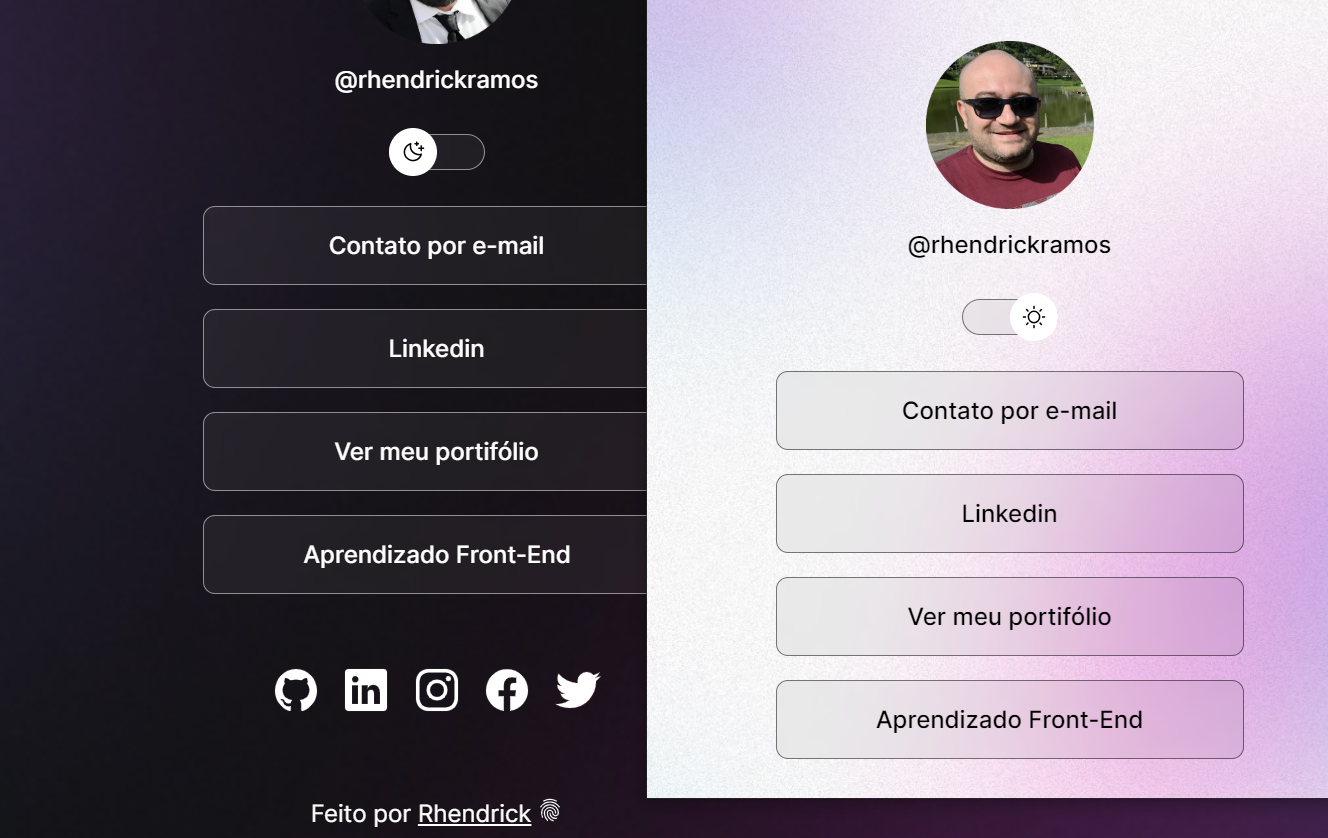 @rhendrickramos
Contato por e-mail
Linkedin
Ver meu portifólio
Aprendizado Front-End
Feito por Rhendrick
@rhendrickramos
Contato por e-mail
Linkedin
Ver meu portifólio
Aprendizado Front-End